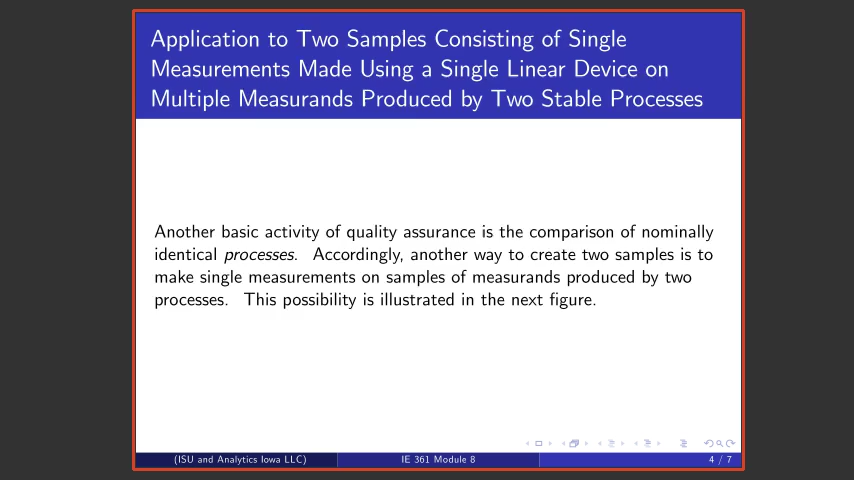 Application to Two Samples Consisting of Single
Measurements Made Using a Single Linear Device on
Multiple Measurands Produced by Two Stable Processes
Another basic activity of quality assurance is the comparison of nominally
identical processes. Accordingly, another way to create two samples is to
make single measurements on samples of measurands produced by two
processes. This possibility is illustrated in the next figure.
(ISU and Analytics Iowa LLC)
IE 361 Module 8
4 / 7